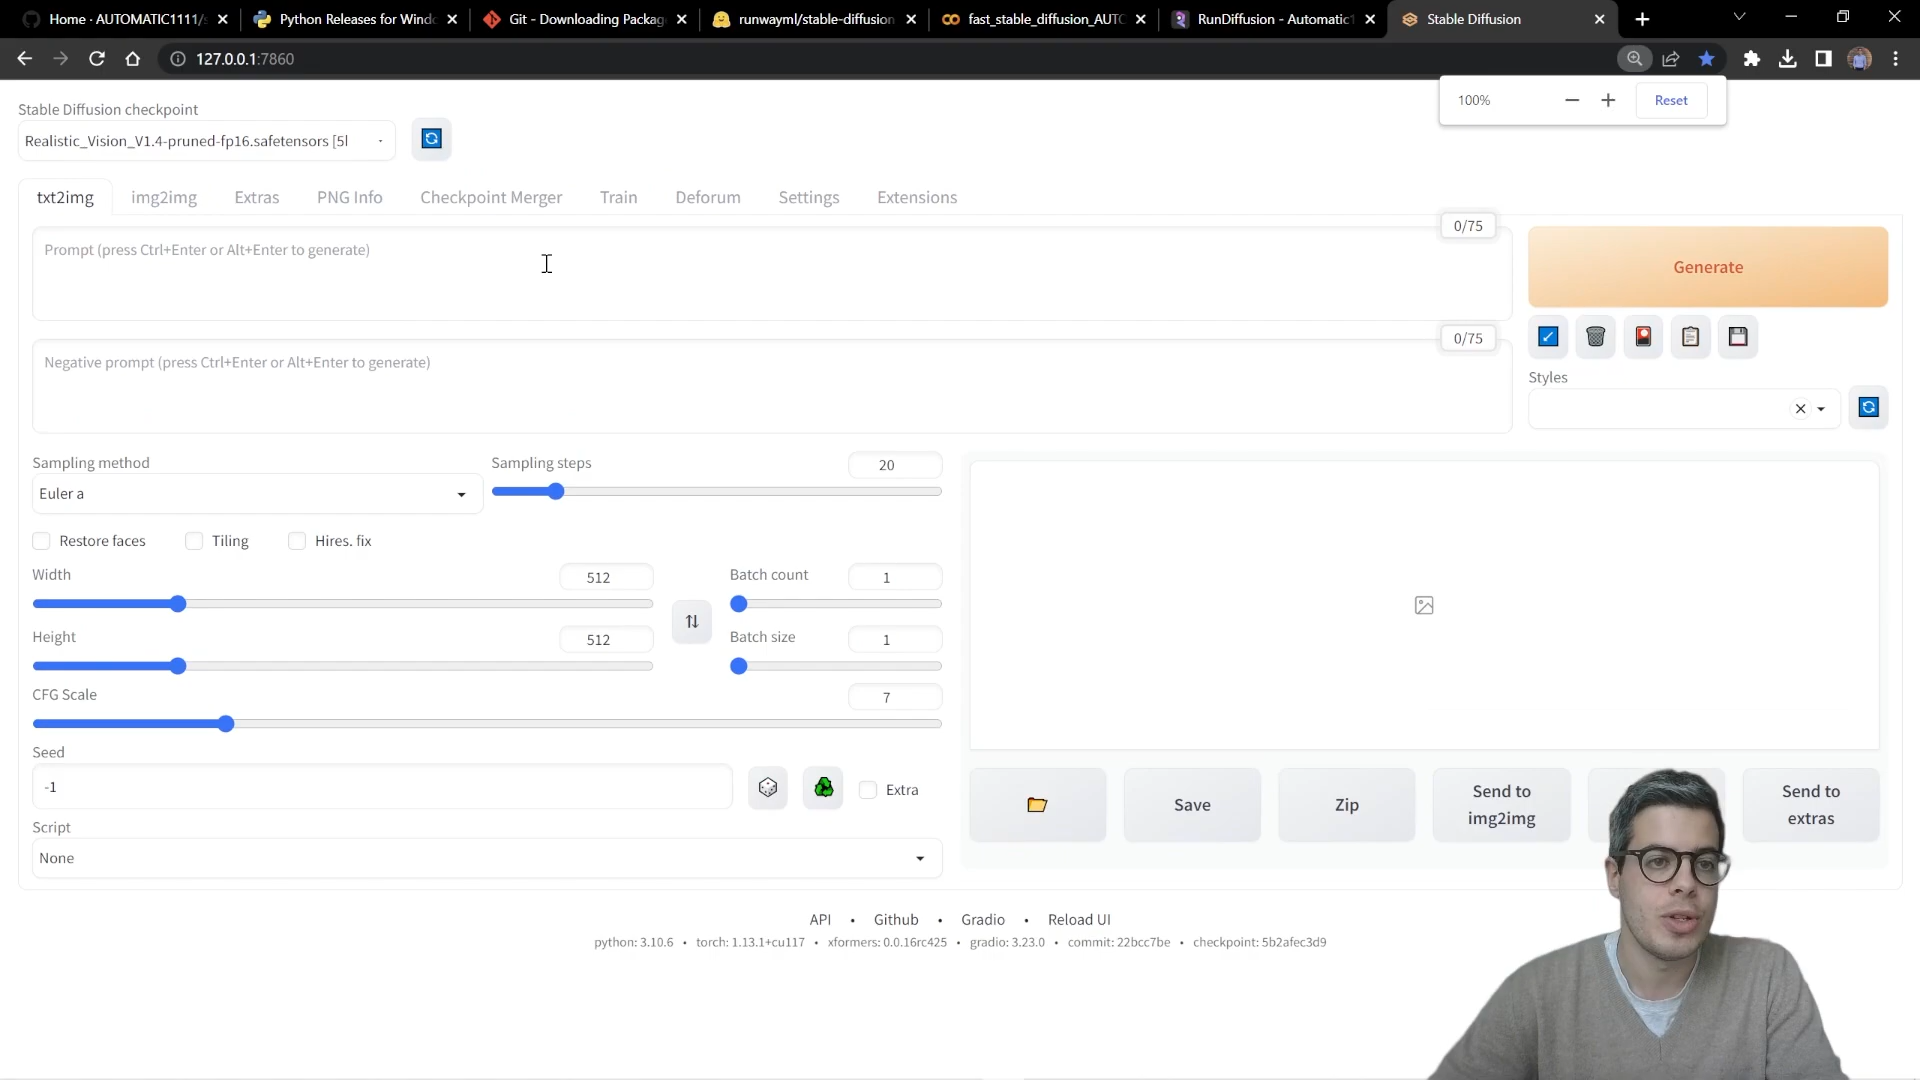 Home · AUTOMATIC1111/s
Python Releases for Windo
Git - Downloading Package
runwayml/stable-diffusion
fast_stable_diffusion_AUTO
RunDiffusion - Automatic1
Stable Diffusion
127.0.0.1:7860
100%
Reset
Stable Diffusion checkpoint
Realistic_Vision_V1.4-pruned-fp16.safetensors [5l
txt2img
img2img
Extras
PNG Info
Checkpoint Merger
Train
Deforum
Settings
Extensions
0/75
Prompt (press Ctrl+Enter or Alt+Enter to generate)
Generate
0/75
Negative prompt (press Ctrl+Enter or Alt+Enter to generate)
Styles
Sampling method
Euler a
Sampling steps
20
Restore faces
Tiling
Hires. fix
Width
512
Batch count
1
Height
512
Batch size
1
CFG Scale
7
Seed
-1
Extra
Script
None
Save
Zip
Send to
img2img
Send to
extras
API • Github • Gradio • Reload UI
python: 3.10.6 • torch: 1.13.1+cu117 • xformers: 0.0.16rc425 • gradio: 3.23.0 • commit: 22bcc7be • checkpoint: 5b2afec3d9